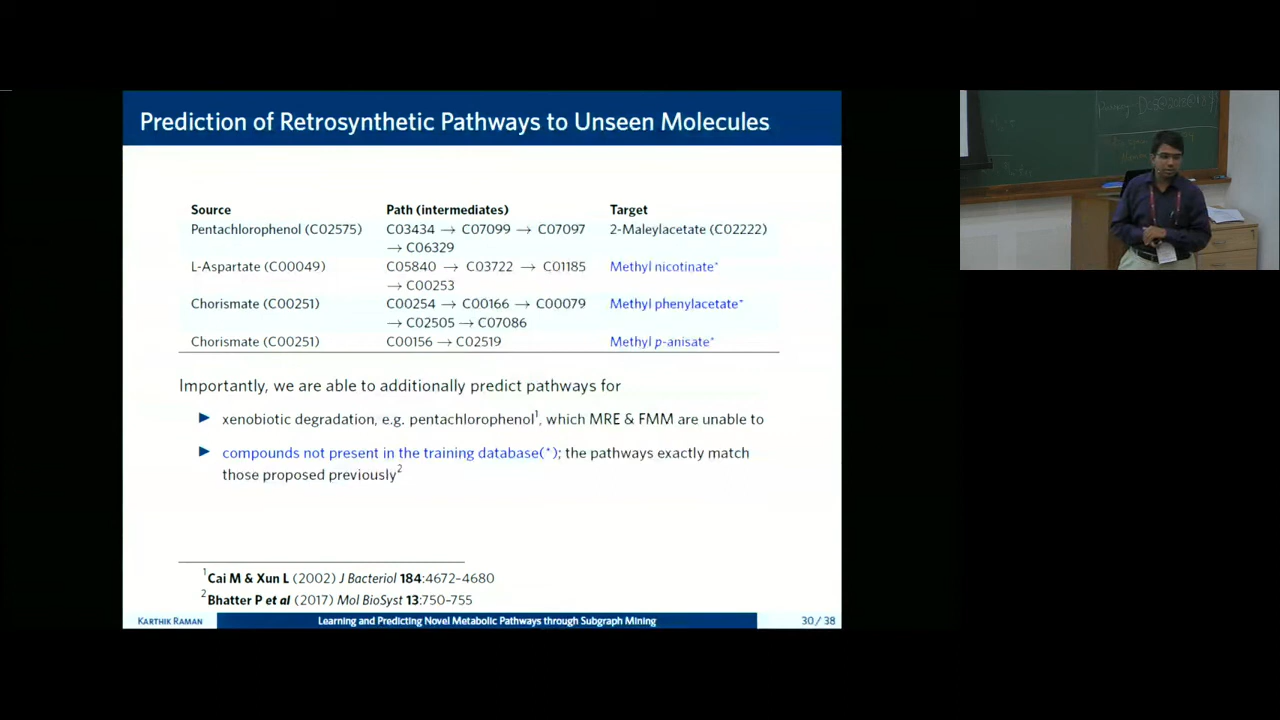 Prediction of Retrosynthetic Pathways to Unseen Molecules
Source Path (intermediates) Target
Pentachlorophenol (C02575) C03434 → C07099 → C07097 2-Maleylacetate (C02222)
→ C06329
L-Aspartate (C00049) C05840 → C03722 → C01185 Methyl nicotinate*
→ C00253
Chorismate (C00251) C00254 → C00166 → C00079 Methyl phenylacetate*
→ C02505 → C07086
Chorismate (C00251) C00156 → C02519 Methyl p-anisate*
Importantly, we are able to additionally predict pathways for
▶ xenobiotic degradation, e.g. pentachlorophenol1, which MRE & FMM are unable to
▶ compounds not present in the training database(*); the pathways exactly match
those proposed previously2
1Cai M & Xun L (2002) J Bacteriol 184:4672–4680
2Bhatter P et al (2017) Mol BioSyst 13:750–755
KARTHIK RAMAN Learning and Predicting Novel Metabolic Pathways through Subgraph Mining 30 / 38